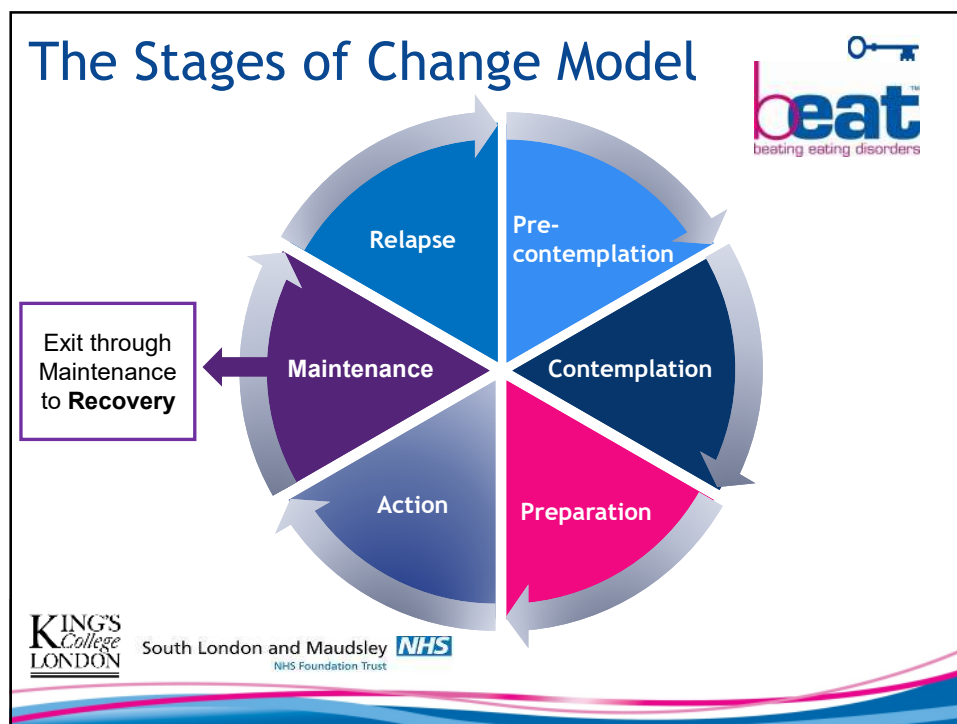 The Stages of Change Model
beat™
beating eating disorders
Relapse
Pre-
contemplation
Exit through
Maintenance
to Recovery
Maintenance
Contemplation
Action
Preparation
KING'S
College
LONDON
South London and Maudsley NHS
NHS Foundation Trust